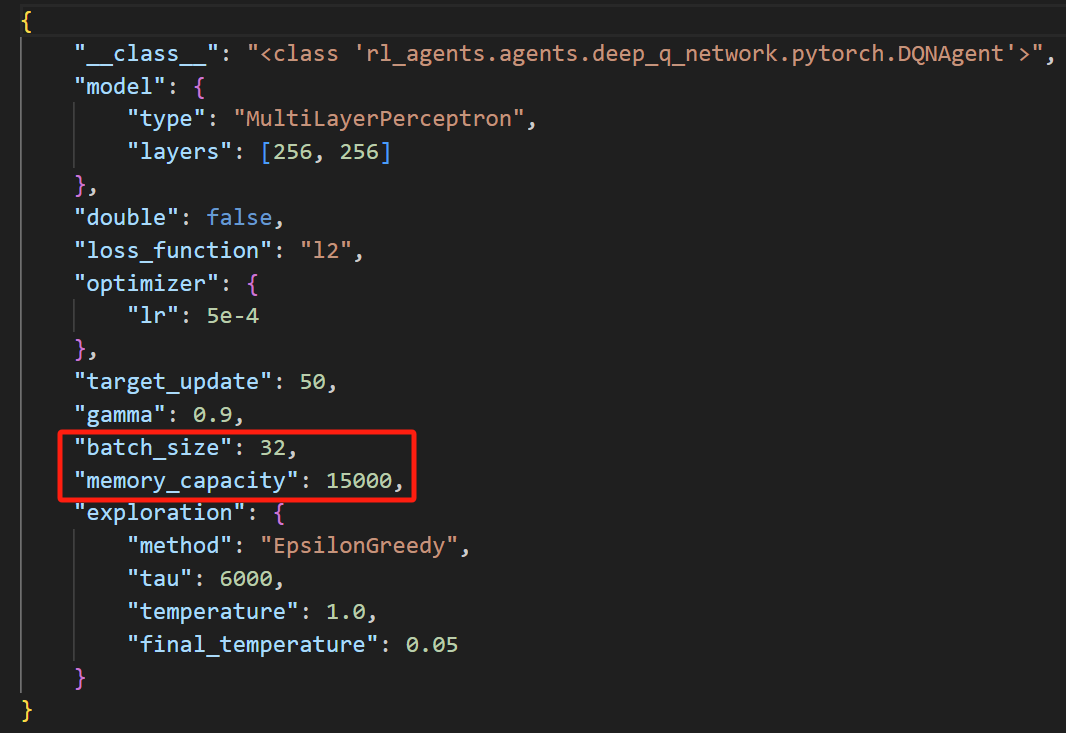 {
    "__class__": "<class 'rl_agents.agents.deep_q_network.pytorch.DQNAgent'>",
    "model": {
        "type": "MultiLayerPerceptron",
        "layers": [256, 256]
    },
    "double": false,
    "loss_function": "l2",
    "optimizer": {
        "lr": 5e-4
    },
    "target_update": 50,
    "gamma": 0.9,
    "batch_size": 32,
    "memory_capacity": 15000,
    "exploration": {
        "method": "EpsilonGreedy",
        "tau": 6000,
        "temperature": 1.0,
        "final_temperature": 0.05
    }
}